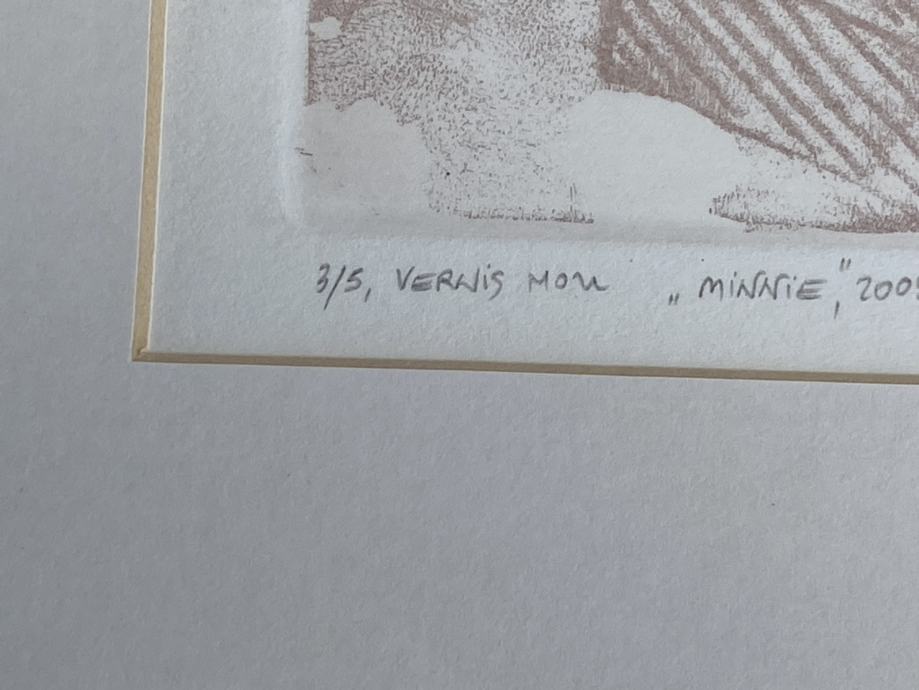 3/5, VERNIS MOU „MINNIE”, 200